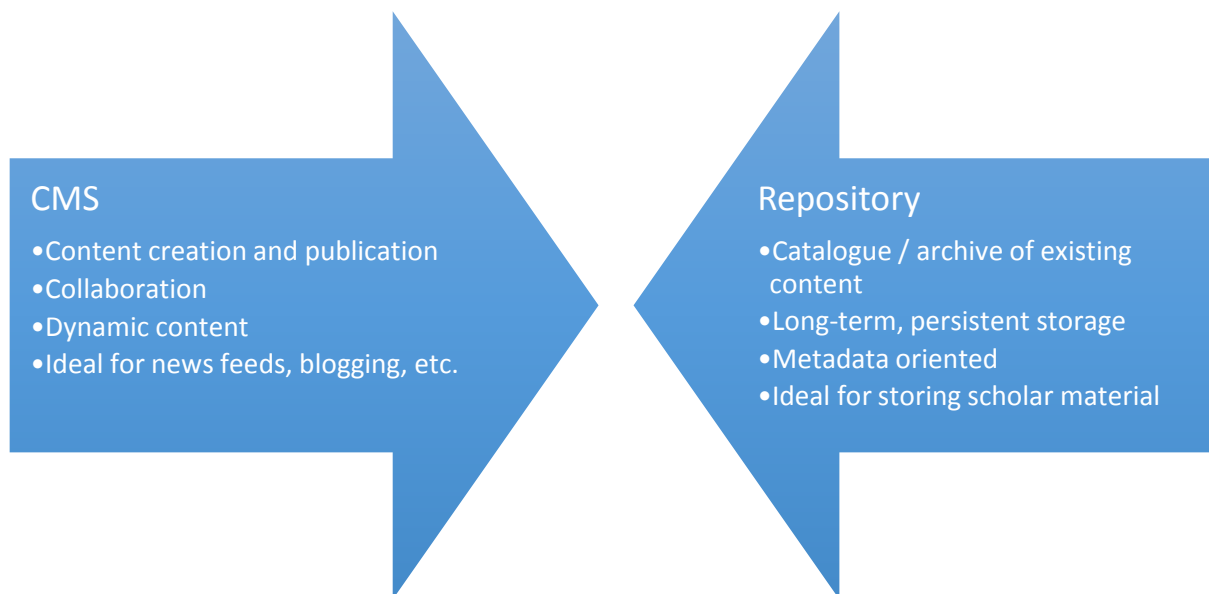 CMS
•Content creation and publication
•Collaboration
•Dynamic content
•Ideal for news feeds, blogging, etc.
Repository
•Catalogue / archive of existing
content
•Long-term, persistent storage
•Metadata oriented
•Ideal for storing scholar material